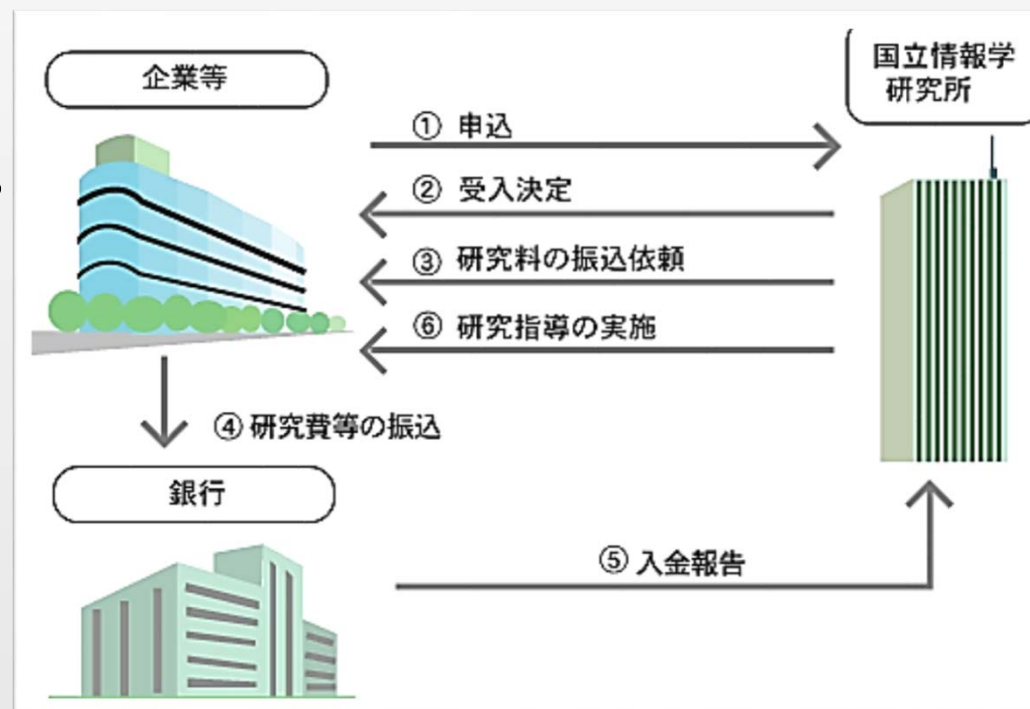 企業等
国立情報学
研究所
① 申込
② 受入決定
③ 研究料の振込依頼
⑥ 研究指導の実施
④ 研究費等の振込
銀行
⑤ 入金報告